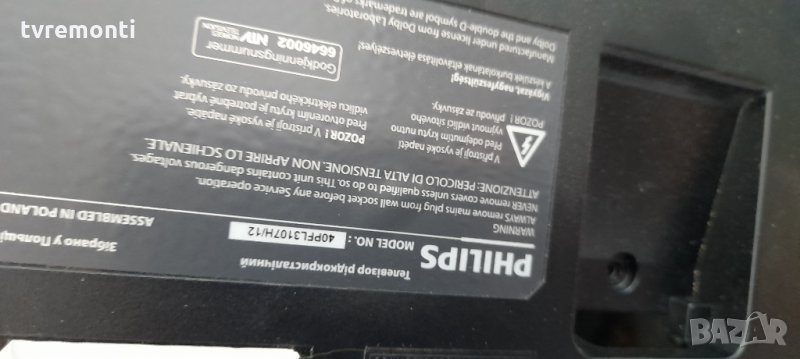 tvremonti
PHILIPS
Телевізор рідкокристалічний
MODEL NO.: 40PFL3107H/12
Зібрано у Польщі
ASSEMBLED IN POLAND
WARNING
ALWAYS remove mains plug from wall socket before any Service operation.
NEVER remove covers unless qualified to do so. This unit contains dangerous voltages.
ATTENZIONE: PERICOLO DI ALTA TENSIONE. NON APRIRE LO SCHIENALE
V přístroji je vysoké napětí
Před odejmutím krytu nutno
vyjmout vidlici síťového
přívodu ze zásuvky.
POZOR!
POZOR! V prístroji je vysoké napätie.
Pred otvorením krytu je potrebné vybrať
vidlicu elektrického prívodu zo zásuvky.
Vigyázat, nagyfeszültség!
A készülék burkolatának eltávolítása életveszélyes!
Godkjenningsnummer
6646002 NTV
NORGES
TELEVISION
Manufactured under license from Dolby Laboratories.
Dolby and the double-D symbol are trademarks
BAZAR
bg